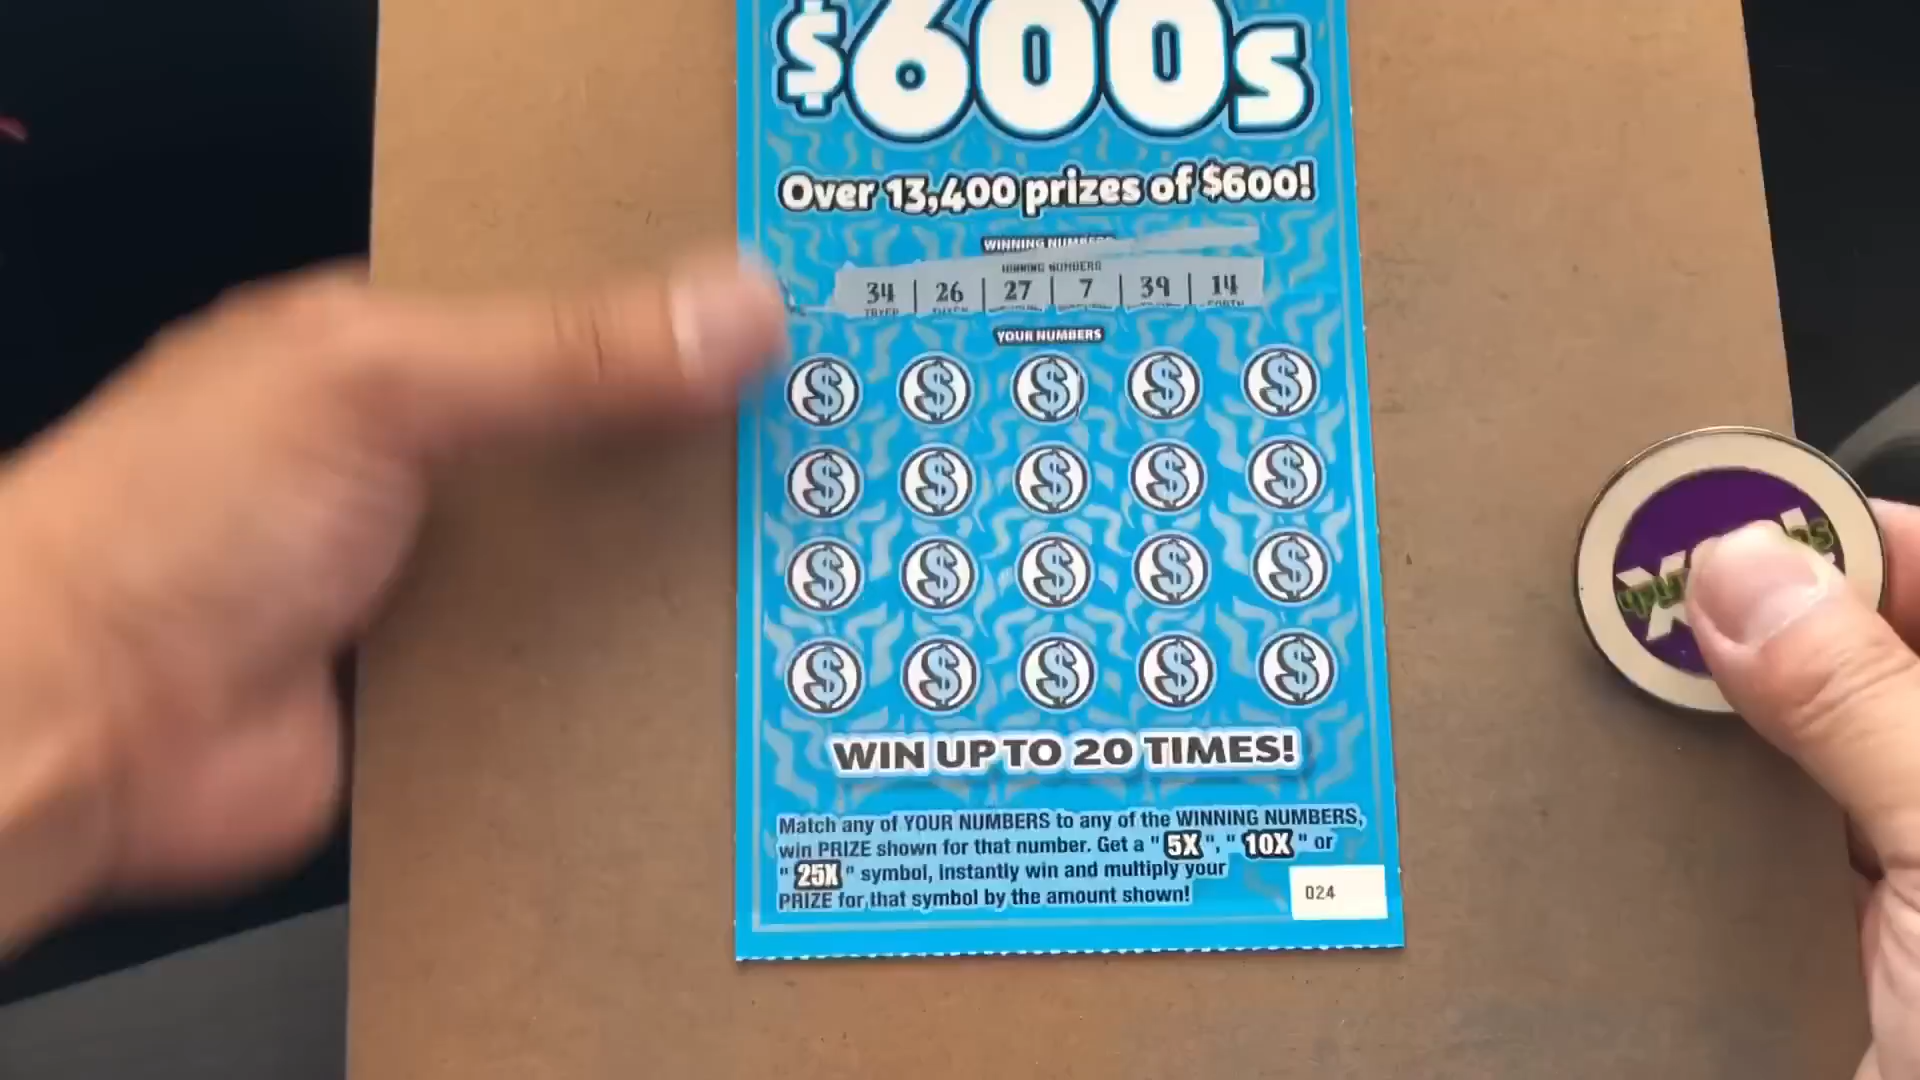 $600s
Over 13,400 prizes of $600!
WINNING NUMBERS
WINNING NUMBERS
34 26 27 7 39 14
YOUR NUMBERS
$ $ $ $ $
$ $ $ $ $
$ $ $ $ $
$ $ $ $ $
WIN UP TO 20 TIMES!
Match any of YOUR NUMBERS to any of the WINNING NUMBERS,
win PRIZE shown for that number. Get a "5X", "10X" or
"25X" symbol, instantly win and multiply your
PRIZE for that symbol by the amount shown!
024